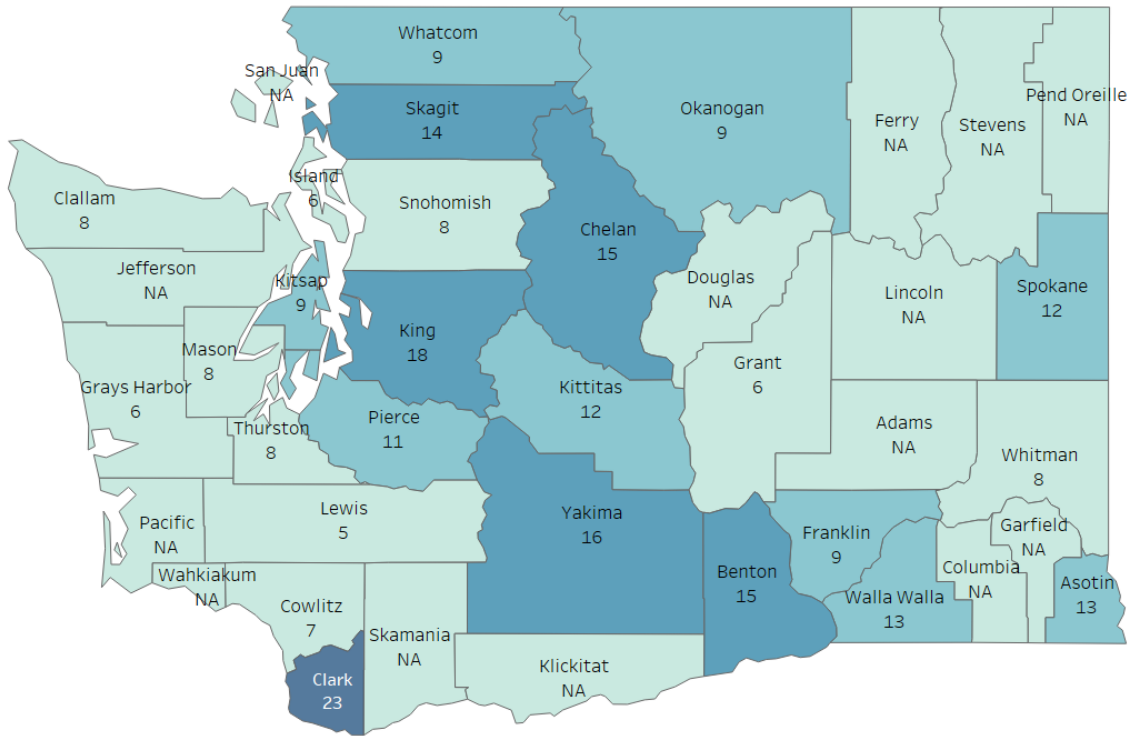 Whatcom
9
San Juan
NA
Skagit
14
Okanogan
9
Ferry
NA
Stevens
NA
Pend Oreille
NA
Island
6
Clallam
8
Snohomish
8
Chelan
15
Jefferson
NA
Kitsap
9
Douglas
NA
Lincoln
NA
Spokane
12
King
18
Mason
8
Grant
6
Grays Harbor
6
Kittitas
12
Pierce
11
Thurston
8
Adams
NA
Whitman
8
Lewis
5
Yakima
16
Pacific
NA
Franklin
9
Garfield
NA
Wahkiakum
NA
Benton
15
Columbia
NA
Asotin
13
Walla Walla
13
Cowlitz
7
Skamania
NA
Klickitat
NA
Clark
23